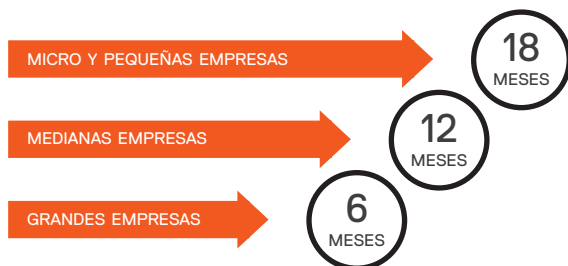 MICRO Y PEQUEÑAS EMPRESAS
18
MESES
MEDIANAS EMPRESAS
12
MESES
GRANDES EMPRESAS
6
MESES